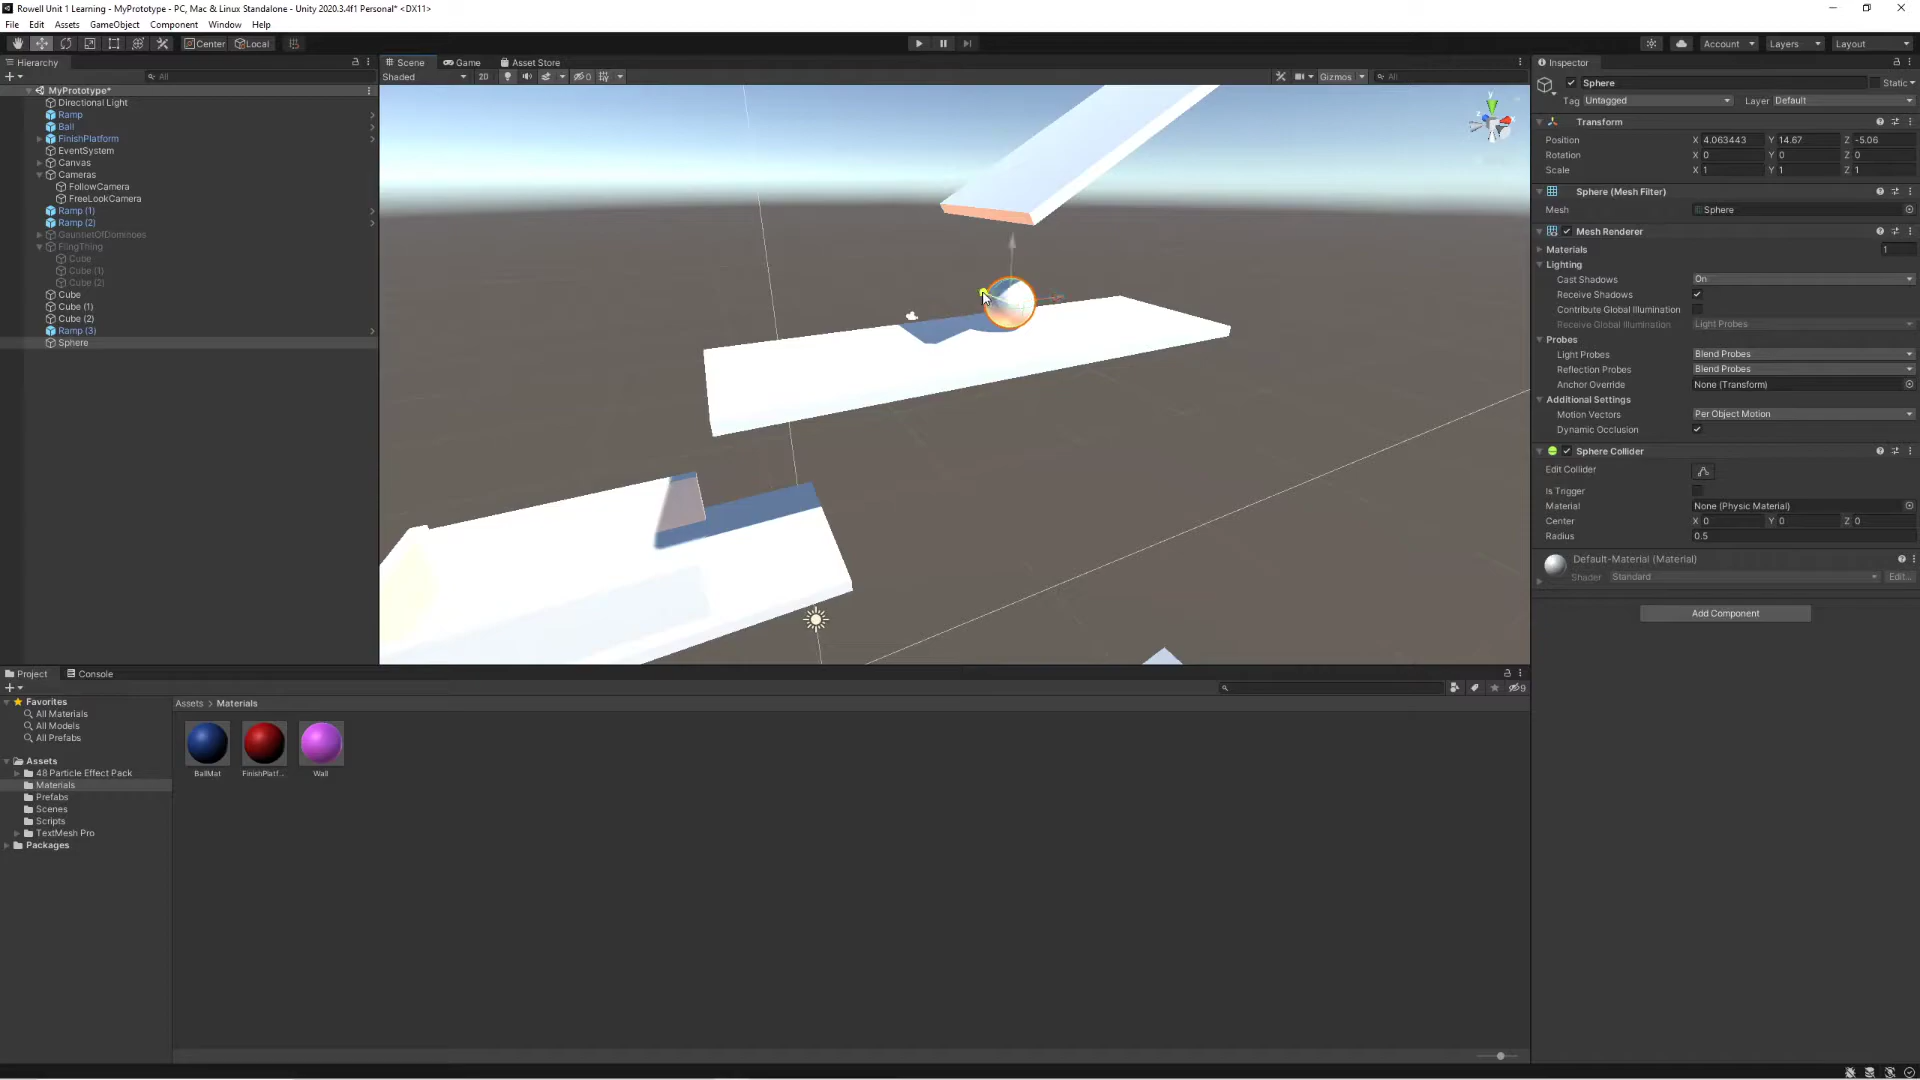 Rowell Unit 1 Learning - MyPrototype - PC, Mac & Linux Standalone - Unity 2020.3.4f1 Personal* <DX11>
File Edit Assets GameObject Component Window Help
Center Local Account Layers Layout
Hierarchy
All
MyPrototype*
Directional Light
Ramp
Ball
FinishPlatform
EventSystem
Canvas
Cameras
FollowCamera
FreeLookCamera
Ramp (1)
Ramp (2)
GauntletOfDominoes
FlingThing
Cube
Cube (1)
Cube (2)
Cube
Cube (1)
Cube (2)
Ramp (3)
Sphere
Scene Game Asset Store
Shaded 2D 0 Gizmos All
y
x
z
Inspector
Sphere Static
Tag Untagged Layer Default
Transform
Position X 4.063443 Y 14.67 Z -5.06
Rotation X 0 Y 0 Z 0
Scale X 1 Y 1 Z 1
Sphere (Mesh Filter)
Mesh Sphere
Mesh Renderer
Materials 1
Lighting
Cast Shadows On
Receive Shadows
Contribute Global Illumination
Receive Global Illumination Light Probes
Probes
Light Probes Blend Probes
Reflection Probes Blend Probes
Anchor Override None (Transform)
Additional Settings
Motion Vectors Per Object Motion
Dynamic Occlusion
Sphere Collider
Edit Collider
Is Trigger
Material None (Physic Material)
Center X 0 Y 0 Z 0
Radius 0.5
Default-Material (Material)
Shader Standard Edit...
Add Component
Project Console
9
Favorites
All Materials
All Models
All Prefabs
Assets
48 Particle Effect Pack
Materials
Prefabs
Scenes
Scripts
TextMesh Pro
Packages
Assets > Materials
BallMat FinishPlatf... Wall